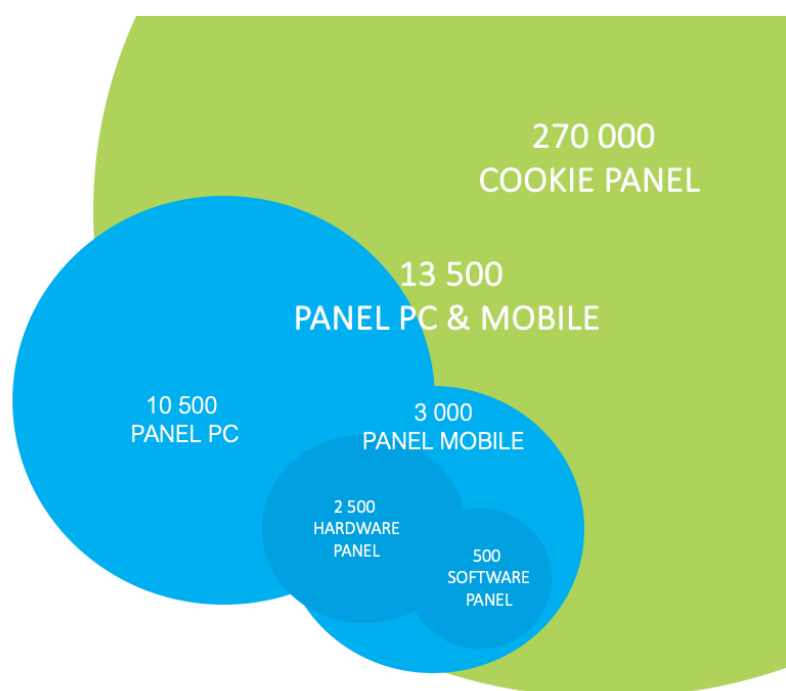 270 000
COOKIE PANEL
13 500
PANEL PC & MOBILE
10 500
PANEL PC
3 000
PANEL MOBILE
2 500
HARDWARE
PANEL
500
SOFTWARE
PANEL